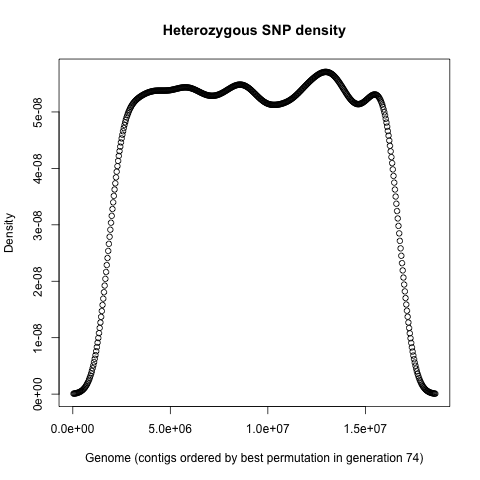 Heterozygous SNP density
Density
5e-08
4e-08
3e-08
2e-08
1e-08
0e+00
0.0e+00 5.0e+06 1.0e+07 1.5e+07
Genome (contigs ordered by best permutation in generation 74)